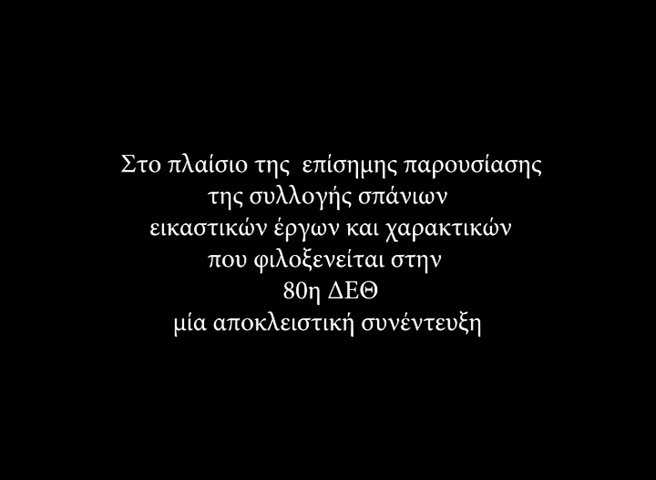 Στο πλαίσιο της επίσημης παρουσίασης
της συλλογής σπάνιων
εικαστικών έργων και χαρακτικών
που φιλοξενείται στην
80η ΔΕΘ
μία αποκλειστική συνέντευξη